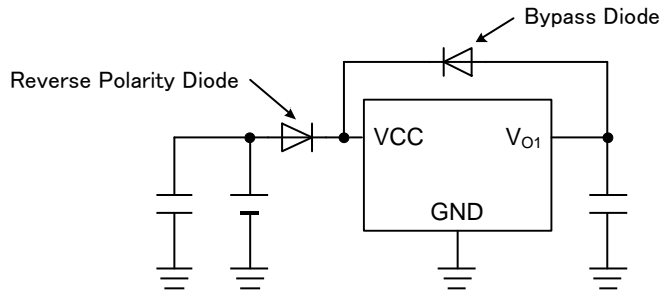 Bypass Diode
Reverse Polarity Diode
VCC
VO1
GND